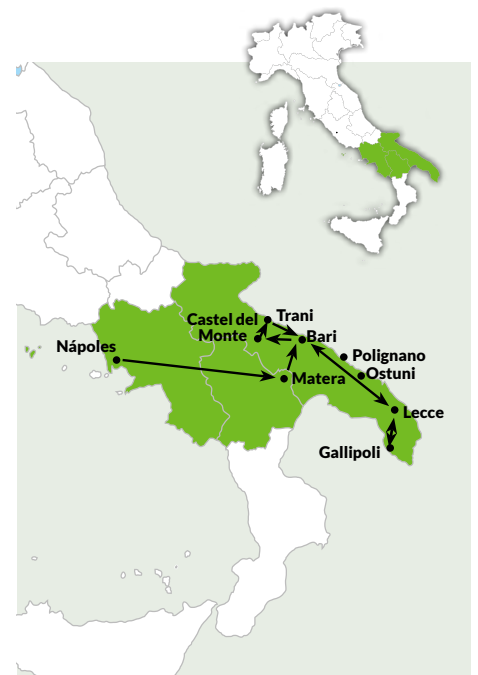 Trani
Castel del
Monte
Bari
Nápoles
Polignano
Ostuni
Matera
Lecce
Gallipoli